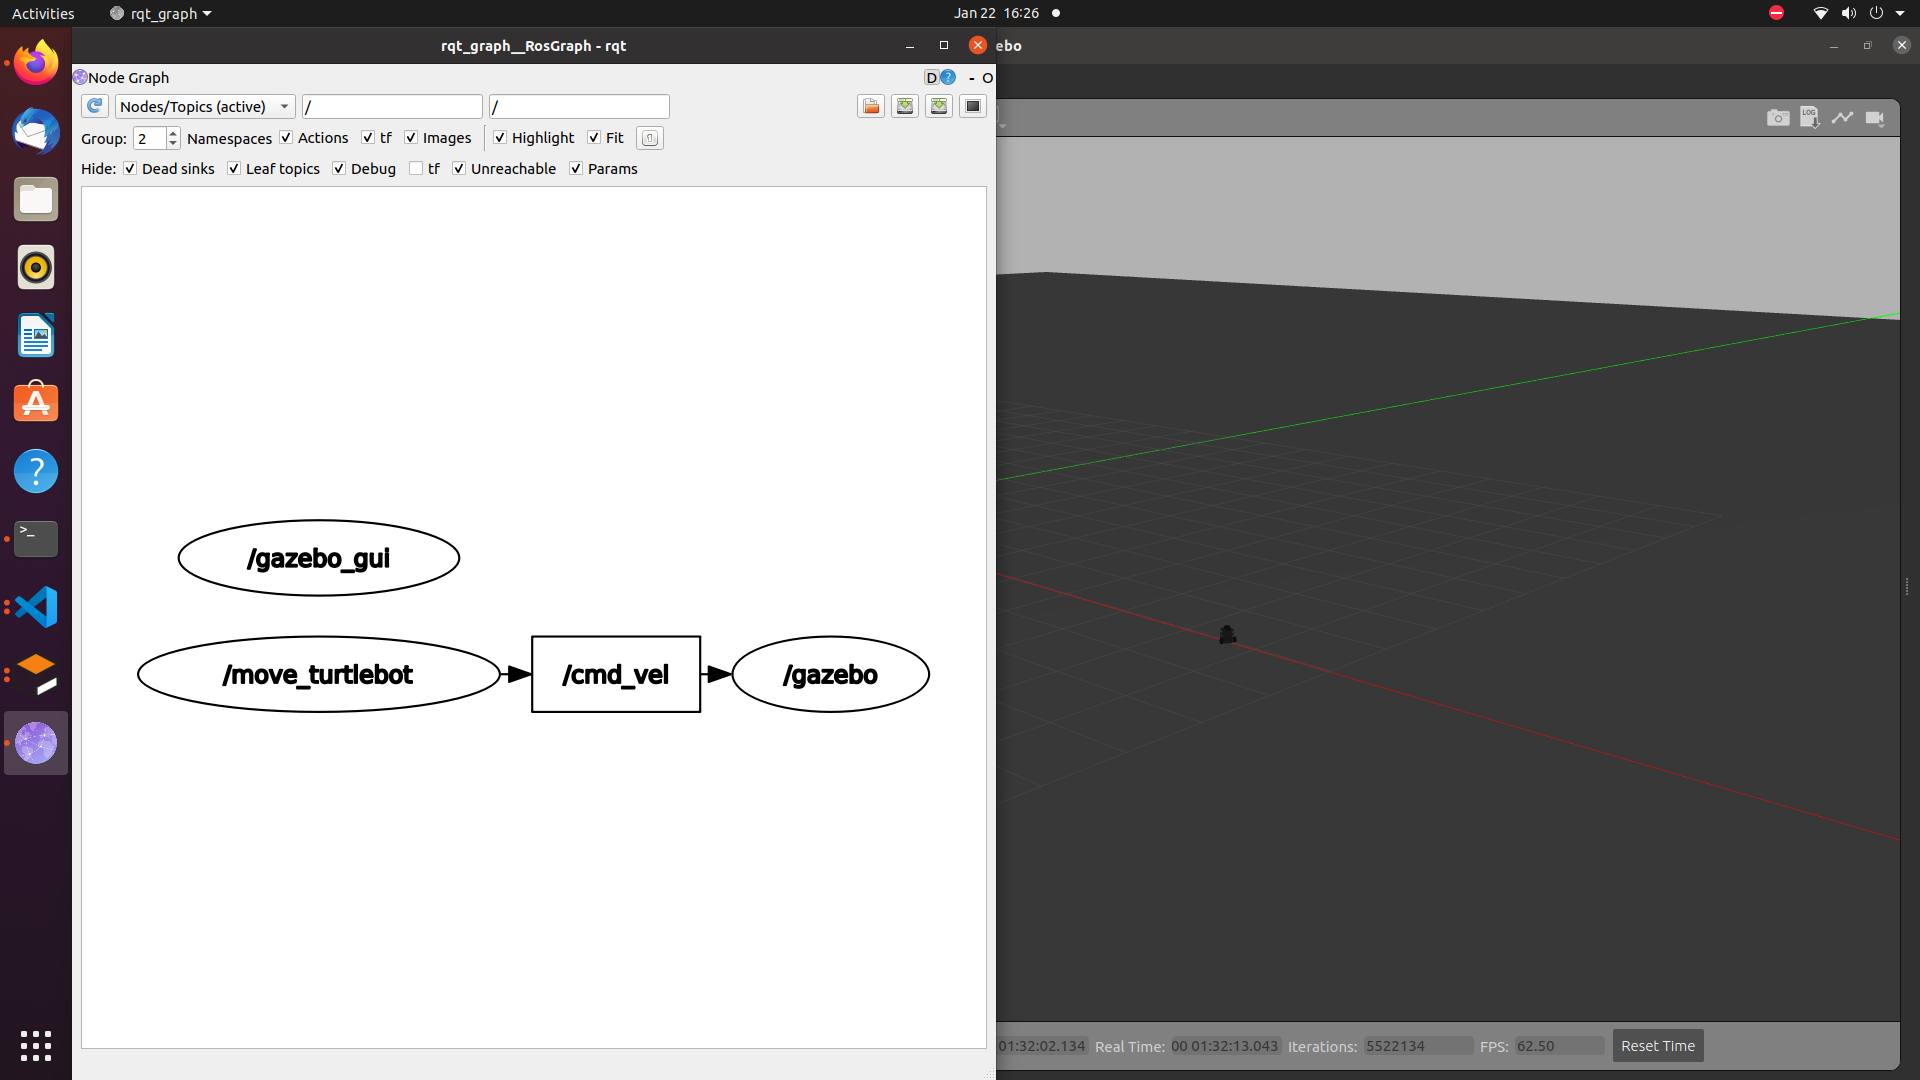 Activities
rqt_graph
Jan 22 16:26
rqt_graph__RosGraph - rqt
ebo
Node Graph
D
?
- O
Nodes/Topics (active)
/
/
LOG
Group: 2 Namespaces Actions tf Images Highlight Fit
Hide: Dead sinks Leaf topics Debug tf Unreachable Params
/gazebo_gui
/move_turtlebot
/cmd_vel
/gazebo
01:32:02.134 Real Time: 00 01:32:13.043 Iterations: 5522134 FPS: 62.50 Reset Time